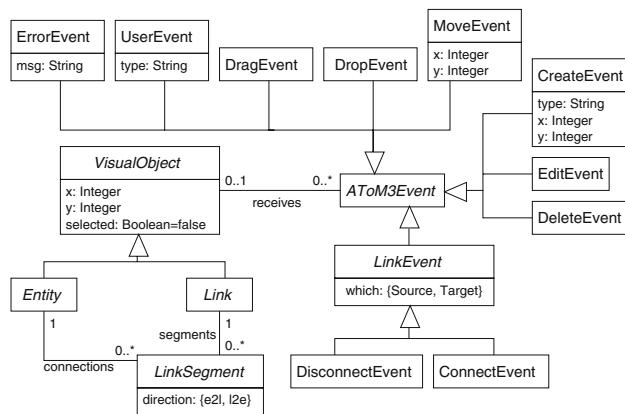 ErrorEvent
msg: String
UserEvent
type: String
DragEvent
DropEvent
MoveEvent
x: Integer
y: Integer
CreateEvent
type: String
x: Integer
y: Integer
EditEvent
DeleteEvent
VisualObject
x: Integer
y: Integer
selected: Boolean=false
0..1
0..*
receives
AToM3Event
LinkEvent
which: {Source, Target}
Entity
Link
1
1
segments
connections
0..*
0..*
LinkSegment
direction: {e2l, l2e}
DisconnectEvent
ConnectEvent